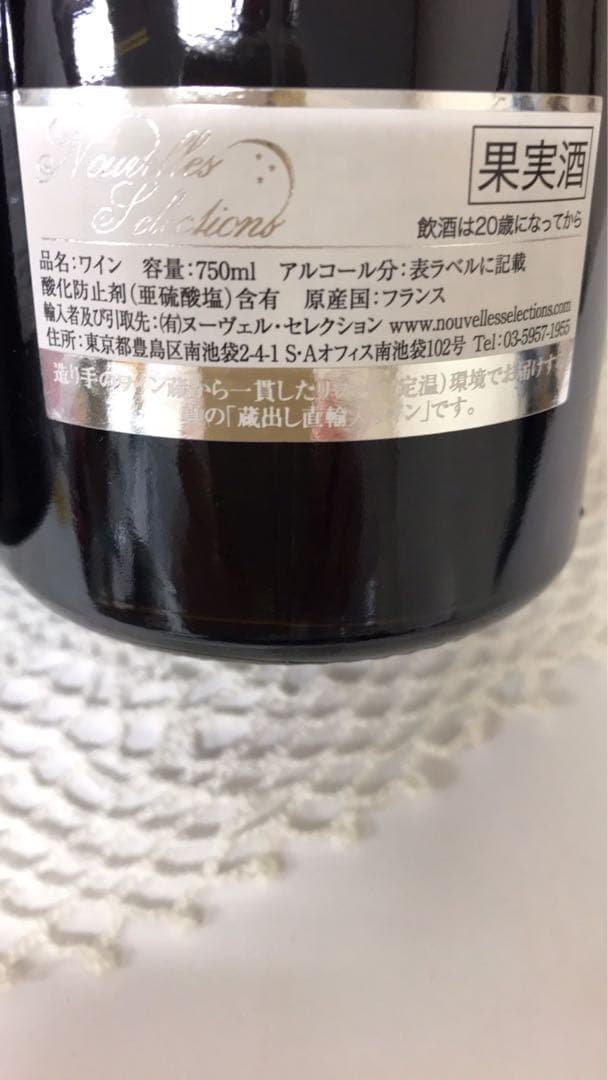 Nouvelles
Selections
果実酒
飲酒は20歳になってから
品名:ワイン 容量:750ml アルコール分:表ラベルに記載
酸化防止剤(亜硫酸塩)含有 原産国:フランス
輸入者及び引取先:(有)ヌーヴェル・セレクション www.nouvellesselections.com
住所:東京都豊島区南池袋2-4-1 S・Aオフィス南池袋102号 Tel:03-5957-1955
造り手のワイン蔵から一貫したリ 定温)環境でお届けす
の「蔵出し直輸 ン」です。